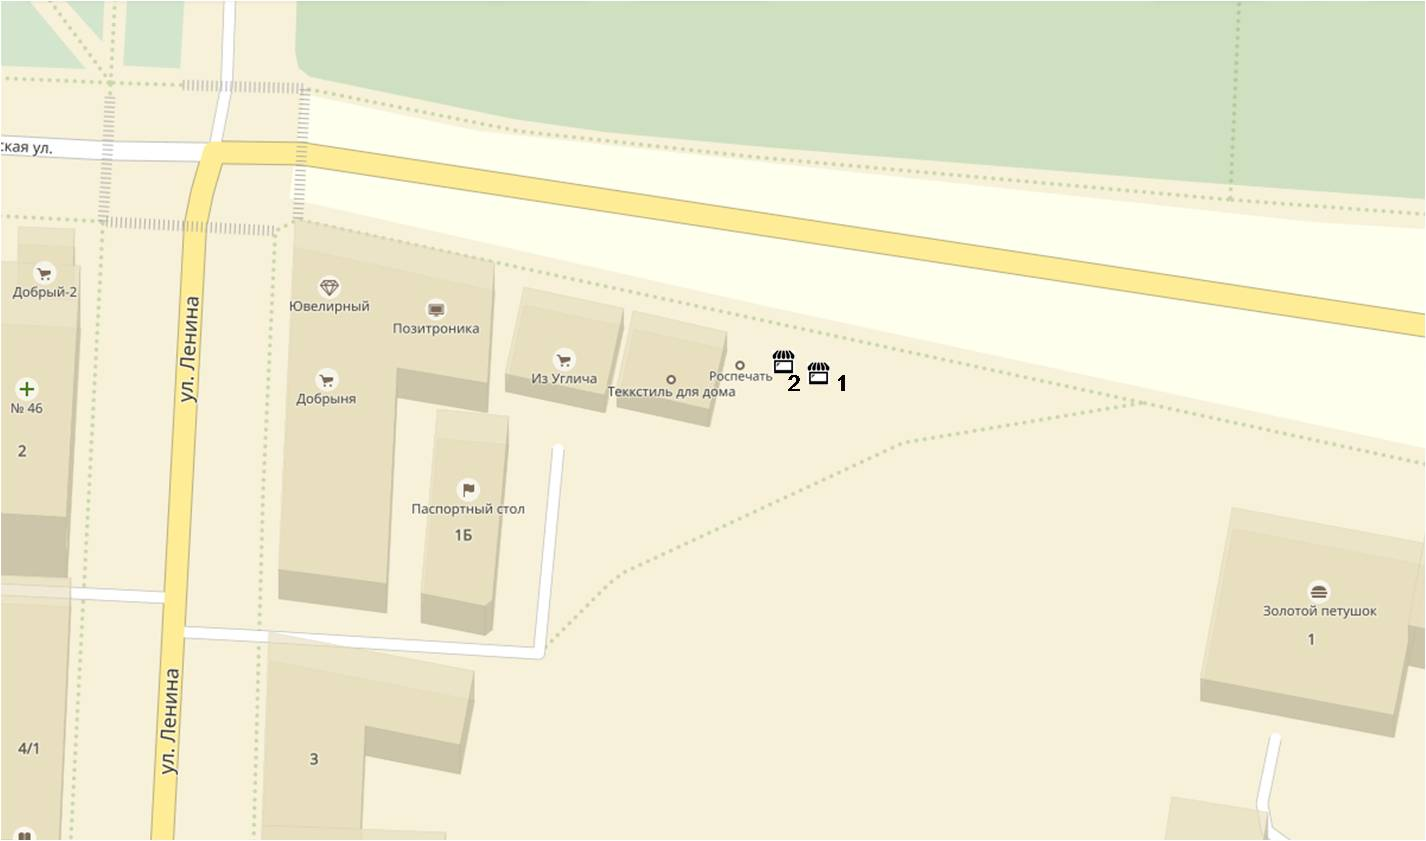 ская ул.
Добрый-2
Ювелирный
Позитроника
ул. Ленина
Из Углича
Роспечать
2
1
Добрыня
Теккстиль для дома
№ 46
2
Паспортный стол
1Б
Золотой петушок
1
ул. Ленина
4/1
3